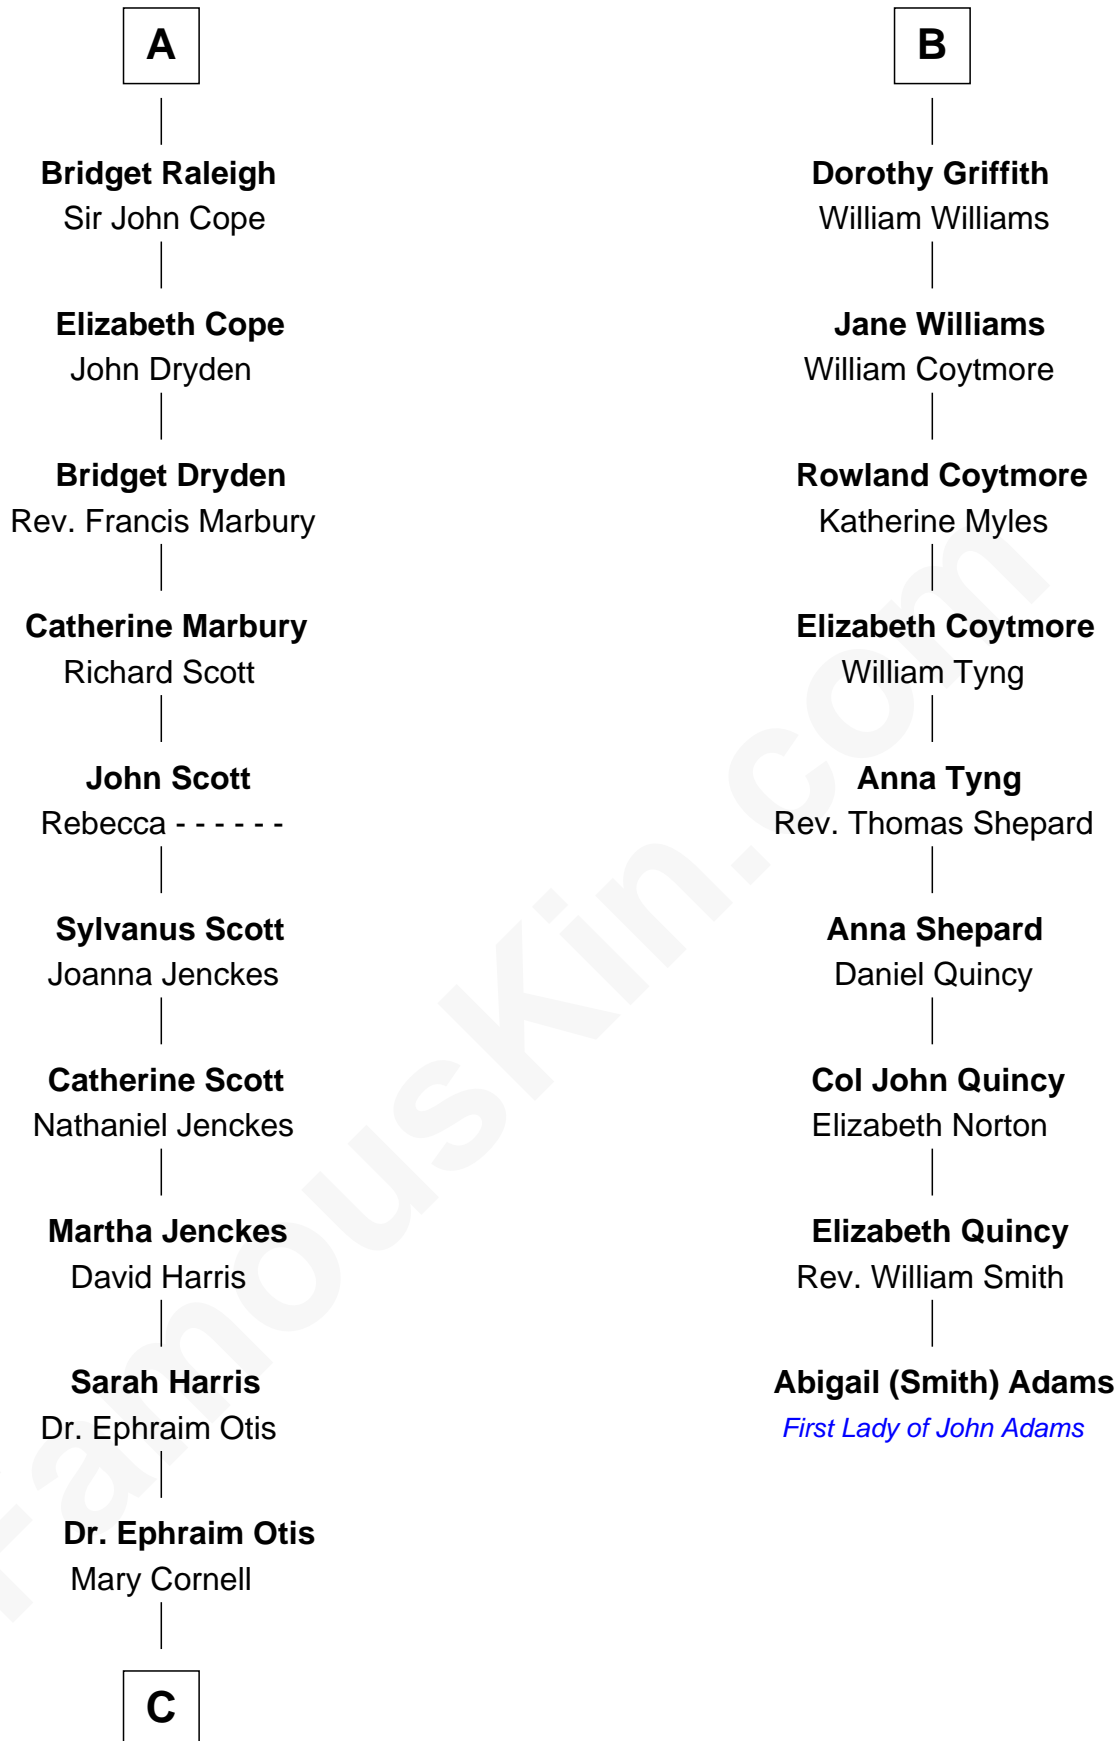 A
Bridget Raleigh
Sir John Cope
Elizabeth Cope
John Dryden
Bridget Dryden
Rev. Francis Marbury
Catherine Marbury
Richard Scott
John Scott
Rebecca - - - - - -
Sylvanus Scott
Joanna Jenckes
Catherine Scott
Nathaniel Jenckes
Martha Jenckes
David Harris
Sarah Harris
Dr. Ephraim Otis
Dr. Ephraim Otis
Mary Cornell
C
B
Dorothy Griffith
William Williams
Jane Williams
William Coytmore
Rowland Coytmore
Katherine Myles
Elizabeth Coytmore
William Tyng
Anna Tyng
Rev. Thomas Shepard
Anna Shepard
Daniel Quincy
Col John Quincy
Elizabeth Norton
Elizabeth Quincy
Rev. William Smith
Abigail (Smith) Adams
First Lady of John Adams
FamousKin.com